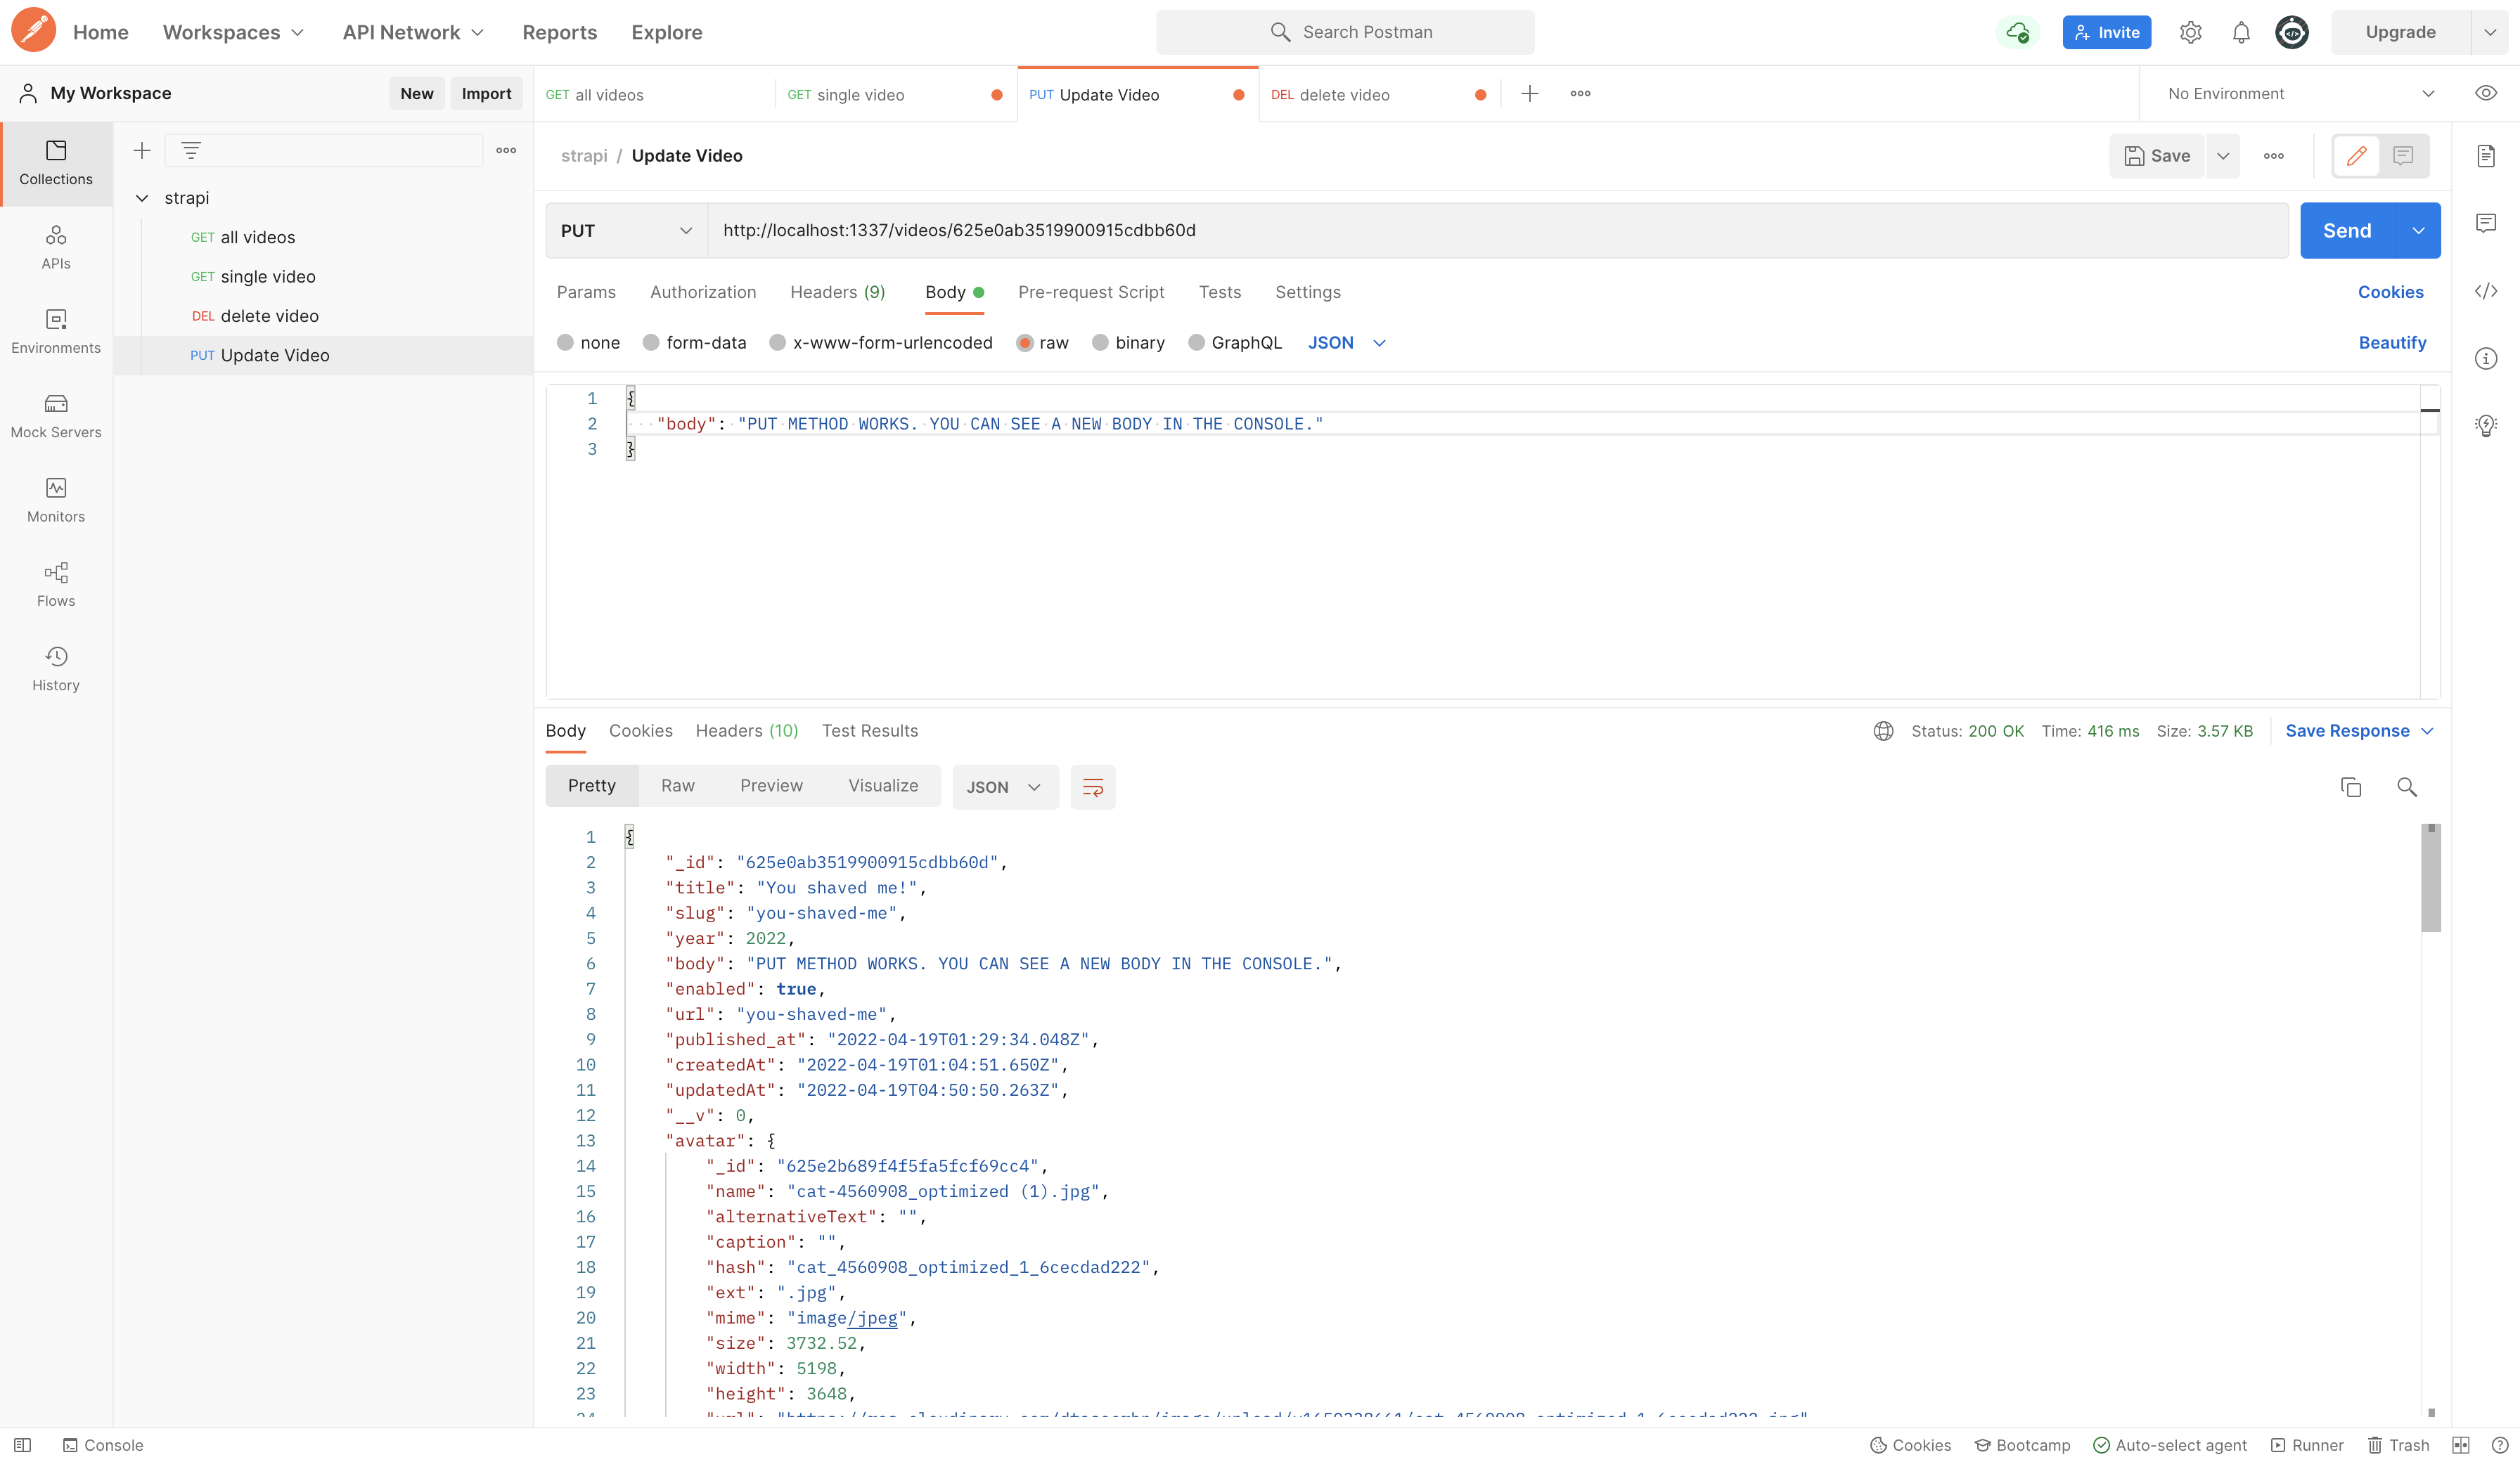 Home Workspaces API Network Reports Explore Search Postman Invite Upgrade
My Workspace New Import GET all videos GET single video PUT Update Video DEL delete video No Environment
Collections
APIs
Environments
Mock Servers
Monitors
Flows
History
strapi
GET all videos
GET single video
DEL delete video
PUT Update Video
strapi / Update Video Save
PUT http://localhost:1337/videos/625e0ab3519900915cdbb60d Send
Params Authorization Headers (9) Body Pre-request Script Tests Settings Cookies
none form-data x-www-form-urlencoded raw binary GraphQL JSON Beautify
1 {
2 "body": "PUT METHOD WORKS. YOU CAN SEE A NEW BODY IN THE CONSOLE."
3 }
Body Cookies Headers (10) Test Results Status: 200 OK Time: 416 ms Size: 3.57 KB Save Response
Pretty Raw Preview Visualize JSON
1 {
2 "_id": "625e0ab3519900915cdbb60d",
3 "title": "You shaved me!",
4 "slug": "you-shaved-me",
5 "year": 2022,
6 "body": "PUT METHOD WORKS. YOU CAN SEE A NEW BODY IN THE CONSOLE.",
7 "enabled": true,
8 "url": "you-shaved-me",
9 "published_at": "2022-04-19T01:29:34.048Z",
10 "createdAt": "2022-04-19T01:04:51.650Z",
11 "updatedAt": "2022-04-19T04:50:50.263Z",
12 "__v": 0,
13 "avatar": {
14 "_id": "625e2b689f4f5fa5fcf69cc4",
15 "name": "cat-4560908_optimized (1).jpg",
16 "alternativeText": "",
17 "caption": "",
18 "hash": "cat_4560908_optimized_1_6cecdad222",
19 "ext": ".jpg",
20 "mime": "image/jpeg",
21 "size": 3732.52,
22 "width": 5198,
23 "height": 3648,
Console Cookies Bootcamp Auto-select agent Runner Trash